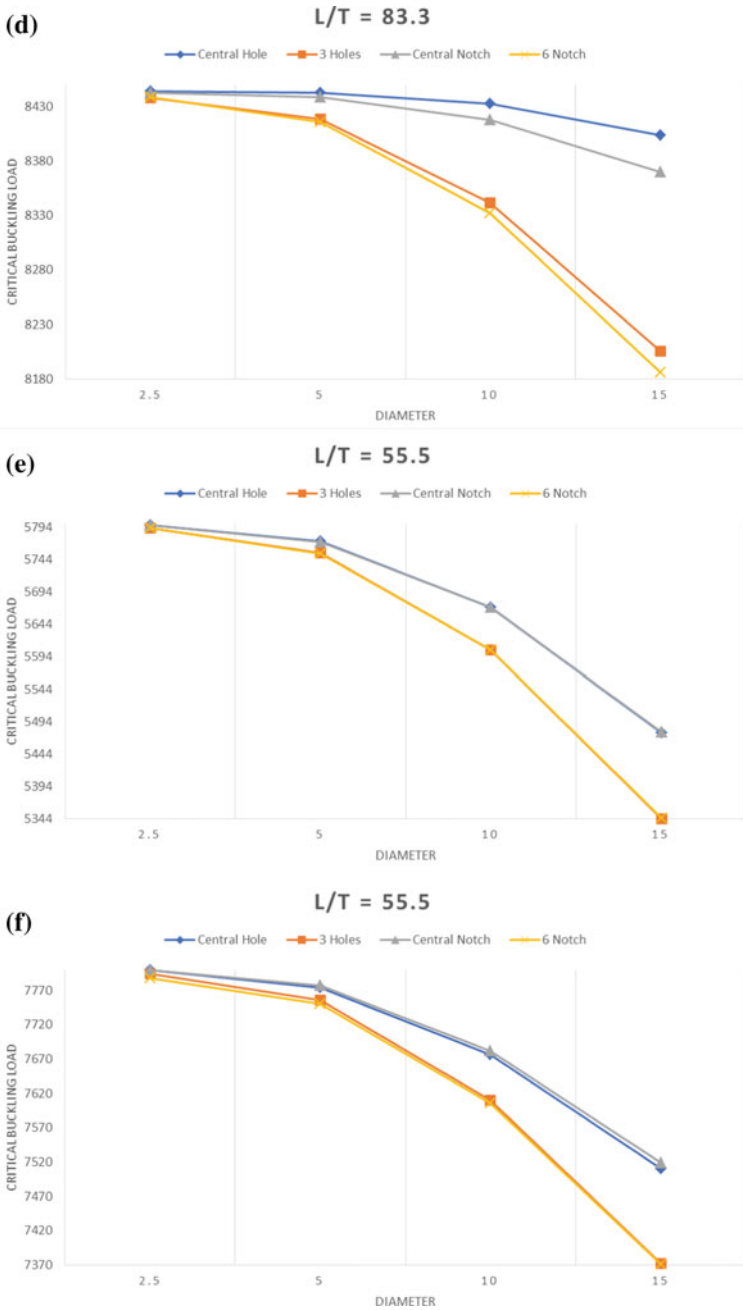 (d)
L/T = 83.3
Central Hole 3 Holes Central Notch 6 Notch
CRITICAL BUCKLING LOAD
8430
8380
8330
8280
8230
8180
2.5 5 10 15
DIAMETER
(e)
L/T = 55.5
Central Hole 3 Holes Central Notch 6 Notch
CRITICAL BUCKLING LOAD
5794
5744
5694
5644
5594
5544
5494
5444
5394
5344
2.5 5 10 15
DIAMETER
(f)
L/T = 55.5
Central Hole 3 Holes Central Notch 6 Notch
CRITICAL BUCKLING LOAD
7770
7720
7670
7620
7570
7520
7470
7420
7370
2.5 5 10 15
DIAMETER